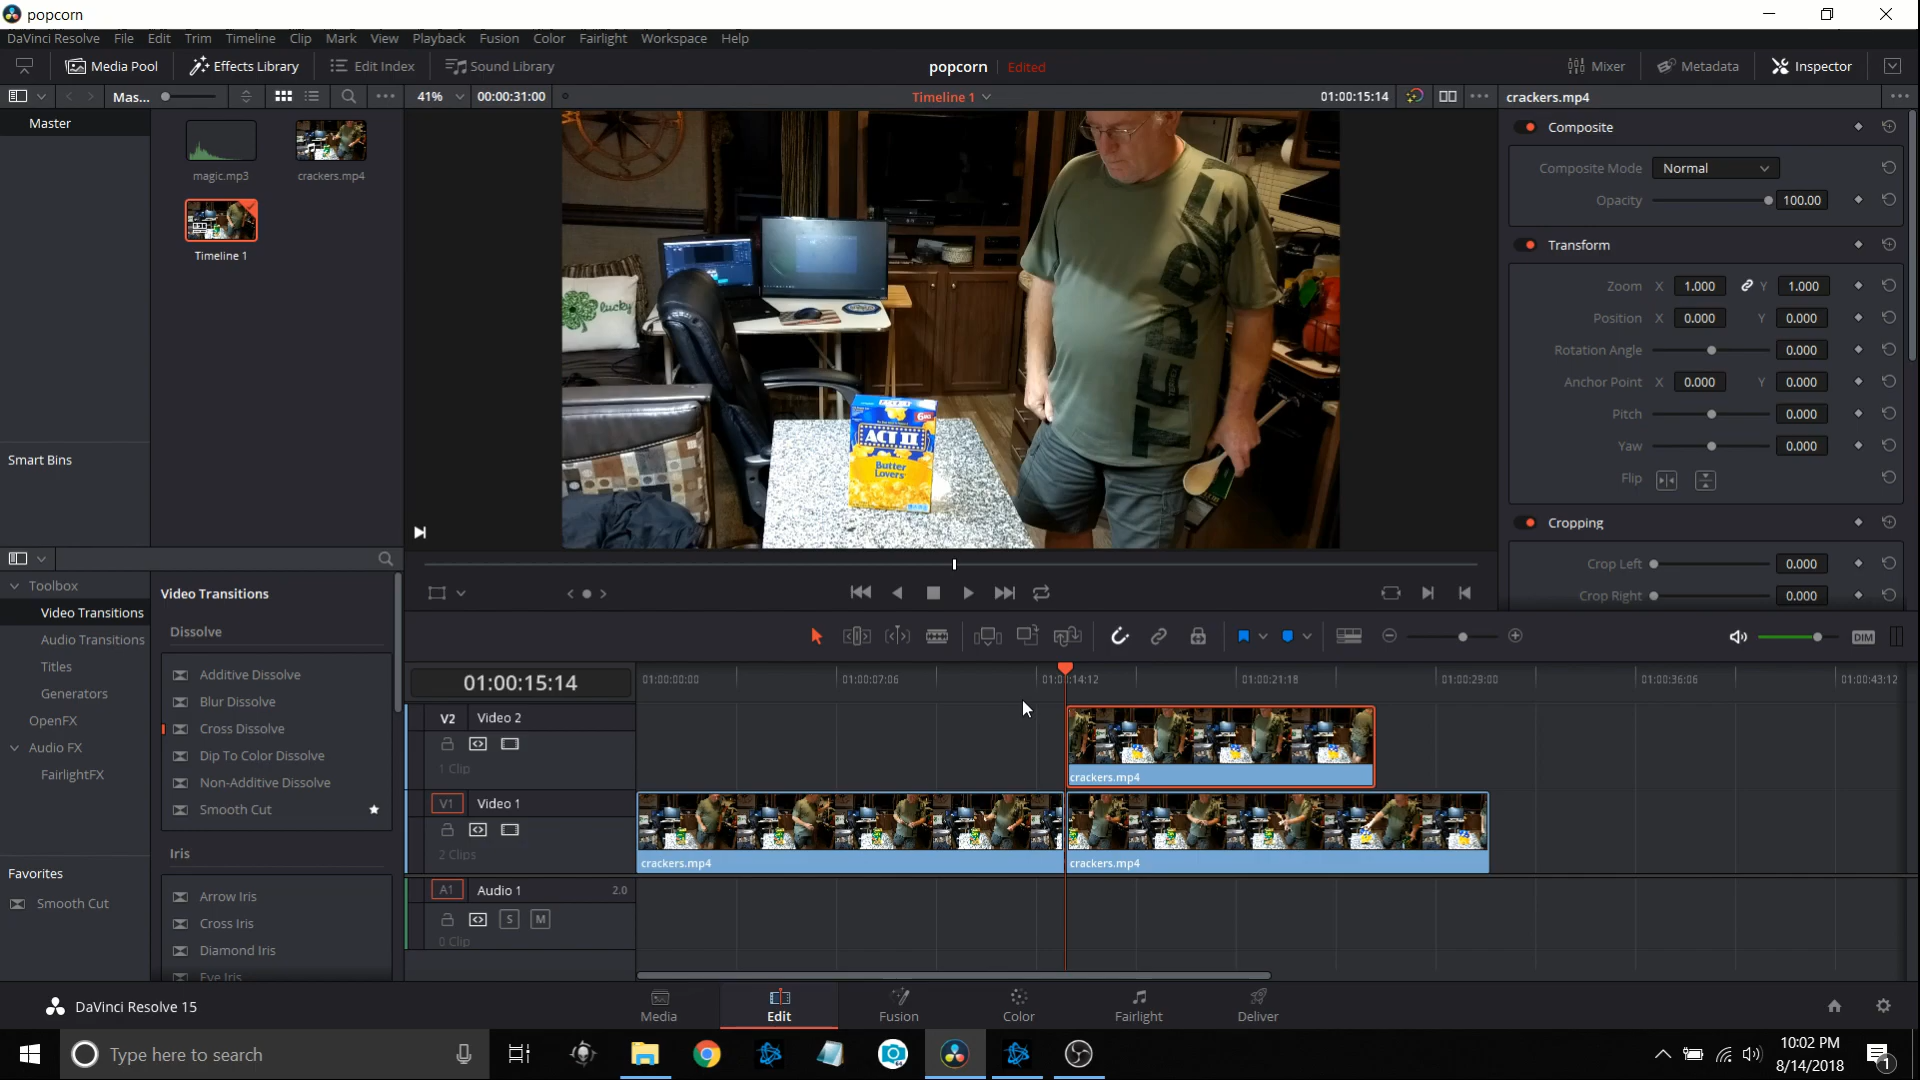 popcorn
DaVinci Resolve File Edit Trim Timeline Clip Mark View Playback Fusion Color Fairlight Workspace Help
Media Pool Effects Library Edit Index Sound Library popcorn Edited Mixer Metadata Inspector
Mas... 41% 00:00:31:00 Timeline 1 01:00:15:14 crackers.mp4
Master
magic.mp3 crackers.mp4
Timeline 1
Smart Bins
lucky
ACT II
Butter
Lovers
Composite
Composite Mode Normal
Opacity 100.00
Transform
Zoom X 1.000 Y 1.000
Position X 0.000 Y 0.000
Rotation Angle 0.000
Anchor Point X 0.000 Y 0.000
Pitch 0.000
Yaw 0.000
Flip
Cropping
Crop Left 0.000
Crop Right 0.000
Toolbox
Video Transitions
Audio Transitions
Titles
Generators
OpenFX
Audio FX
FairlightFX
Favorites
Smooth Cut
Video Transitions
Dissolve
Additive Dissolve
Blur Dissolve
Cross Dissolve
Dip To Color Dissolve
Non-Additive Dissolve
Smooth Cut
Iris
Arrow Iris
Cross Iris
Diamond Iris
Eye Iris
DIM
01:00:15:14 01:00:00:00 01:00:07:06 01:00:14:12 01:00:21:18 01:00:29:00 01:00:36:06 01:00:43:12
V2 Video 2
1 Clip
crackers.mp4
V1 Video 1
2 Clips
crackers.mp4 crackers.mp4
A1 Audio 1 2.0
S M
0 Clip
DaVinci Resolve 15 Media Edit Fusion Color Fairlight Deliver
Type here to search
10:02 PM
8/14/2018
1